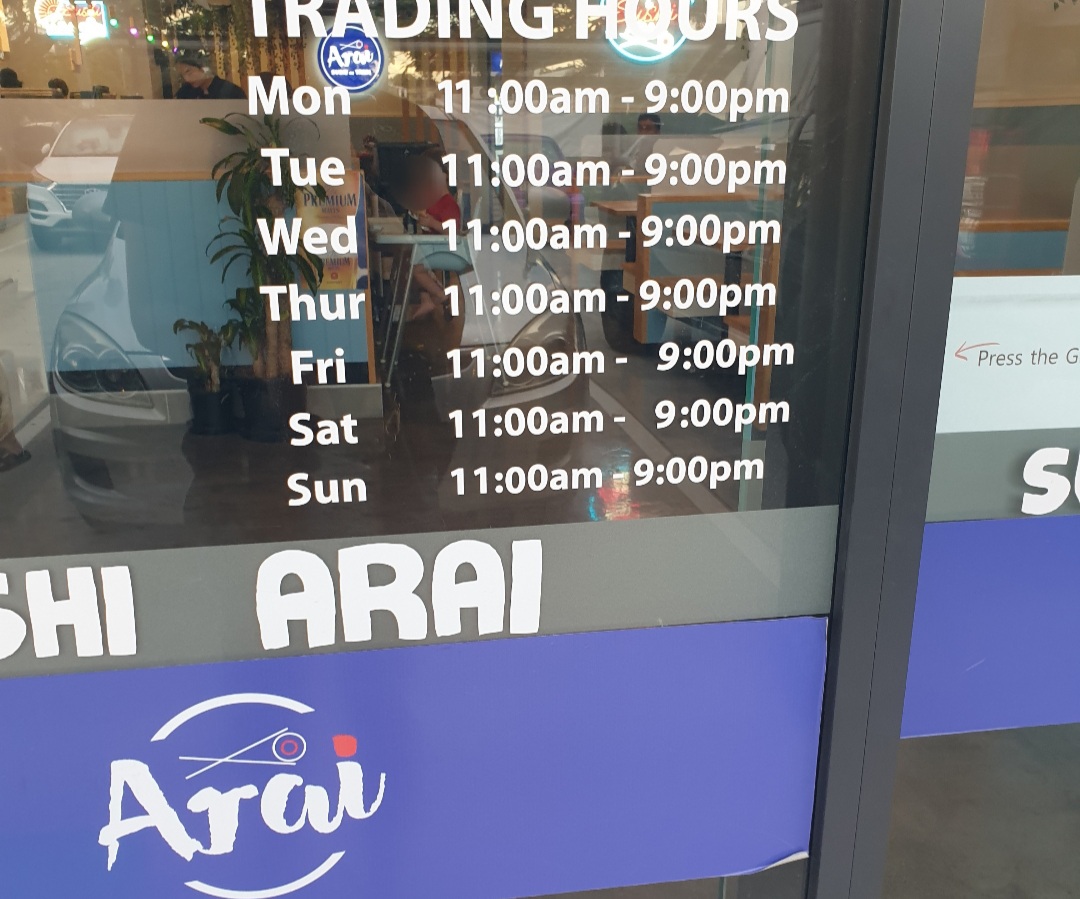 TRADING HOURS
Arai
Mon 11 :00am - 9:00pm
Tue 11:00am - 9:00pm
PREMIUM
Wed 11:00am - 9:00pm
Thur 11:00am - 9:00pm
Fri 11:00am - 9:00pm
Sat 11:00am - 9:00pm
Sun 11:00am - 9:00pm
Press the G
SHI ARAI
Arai